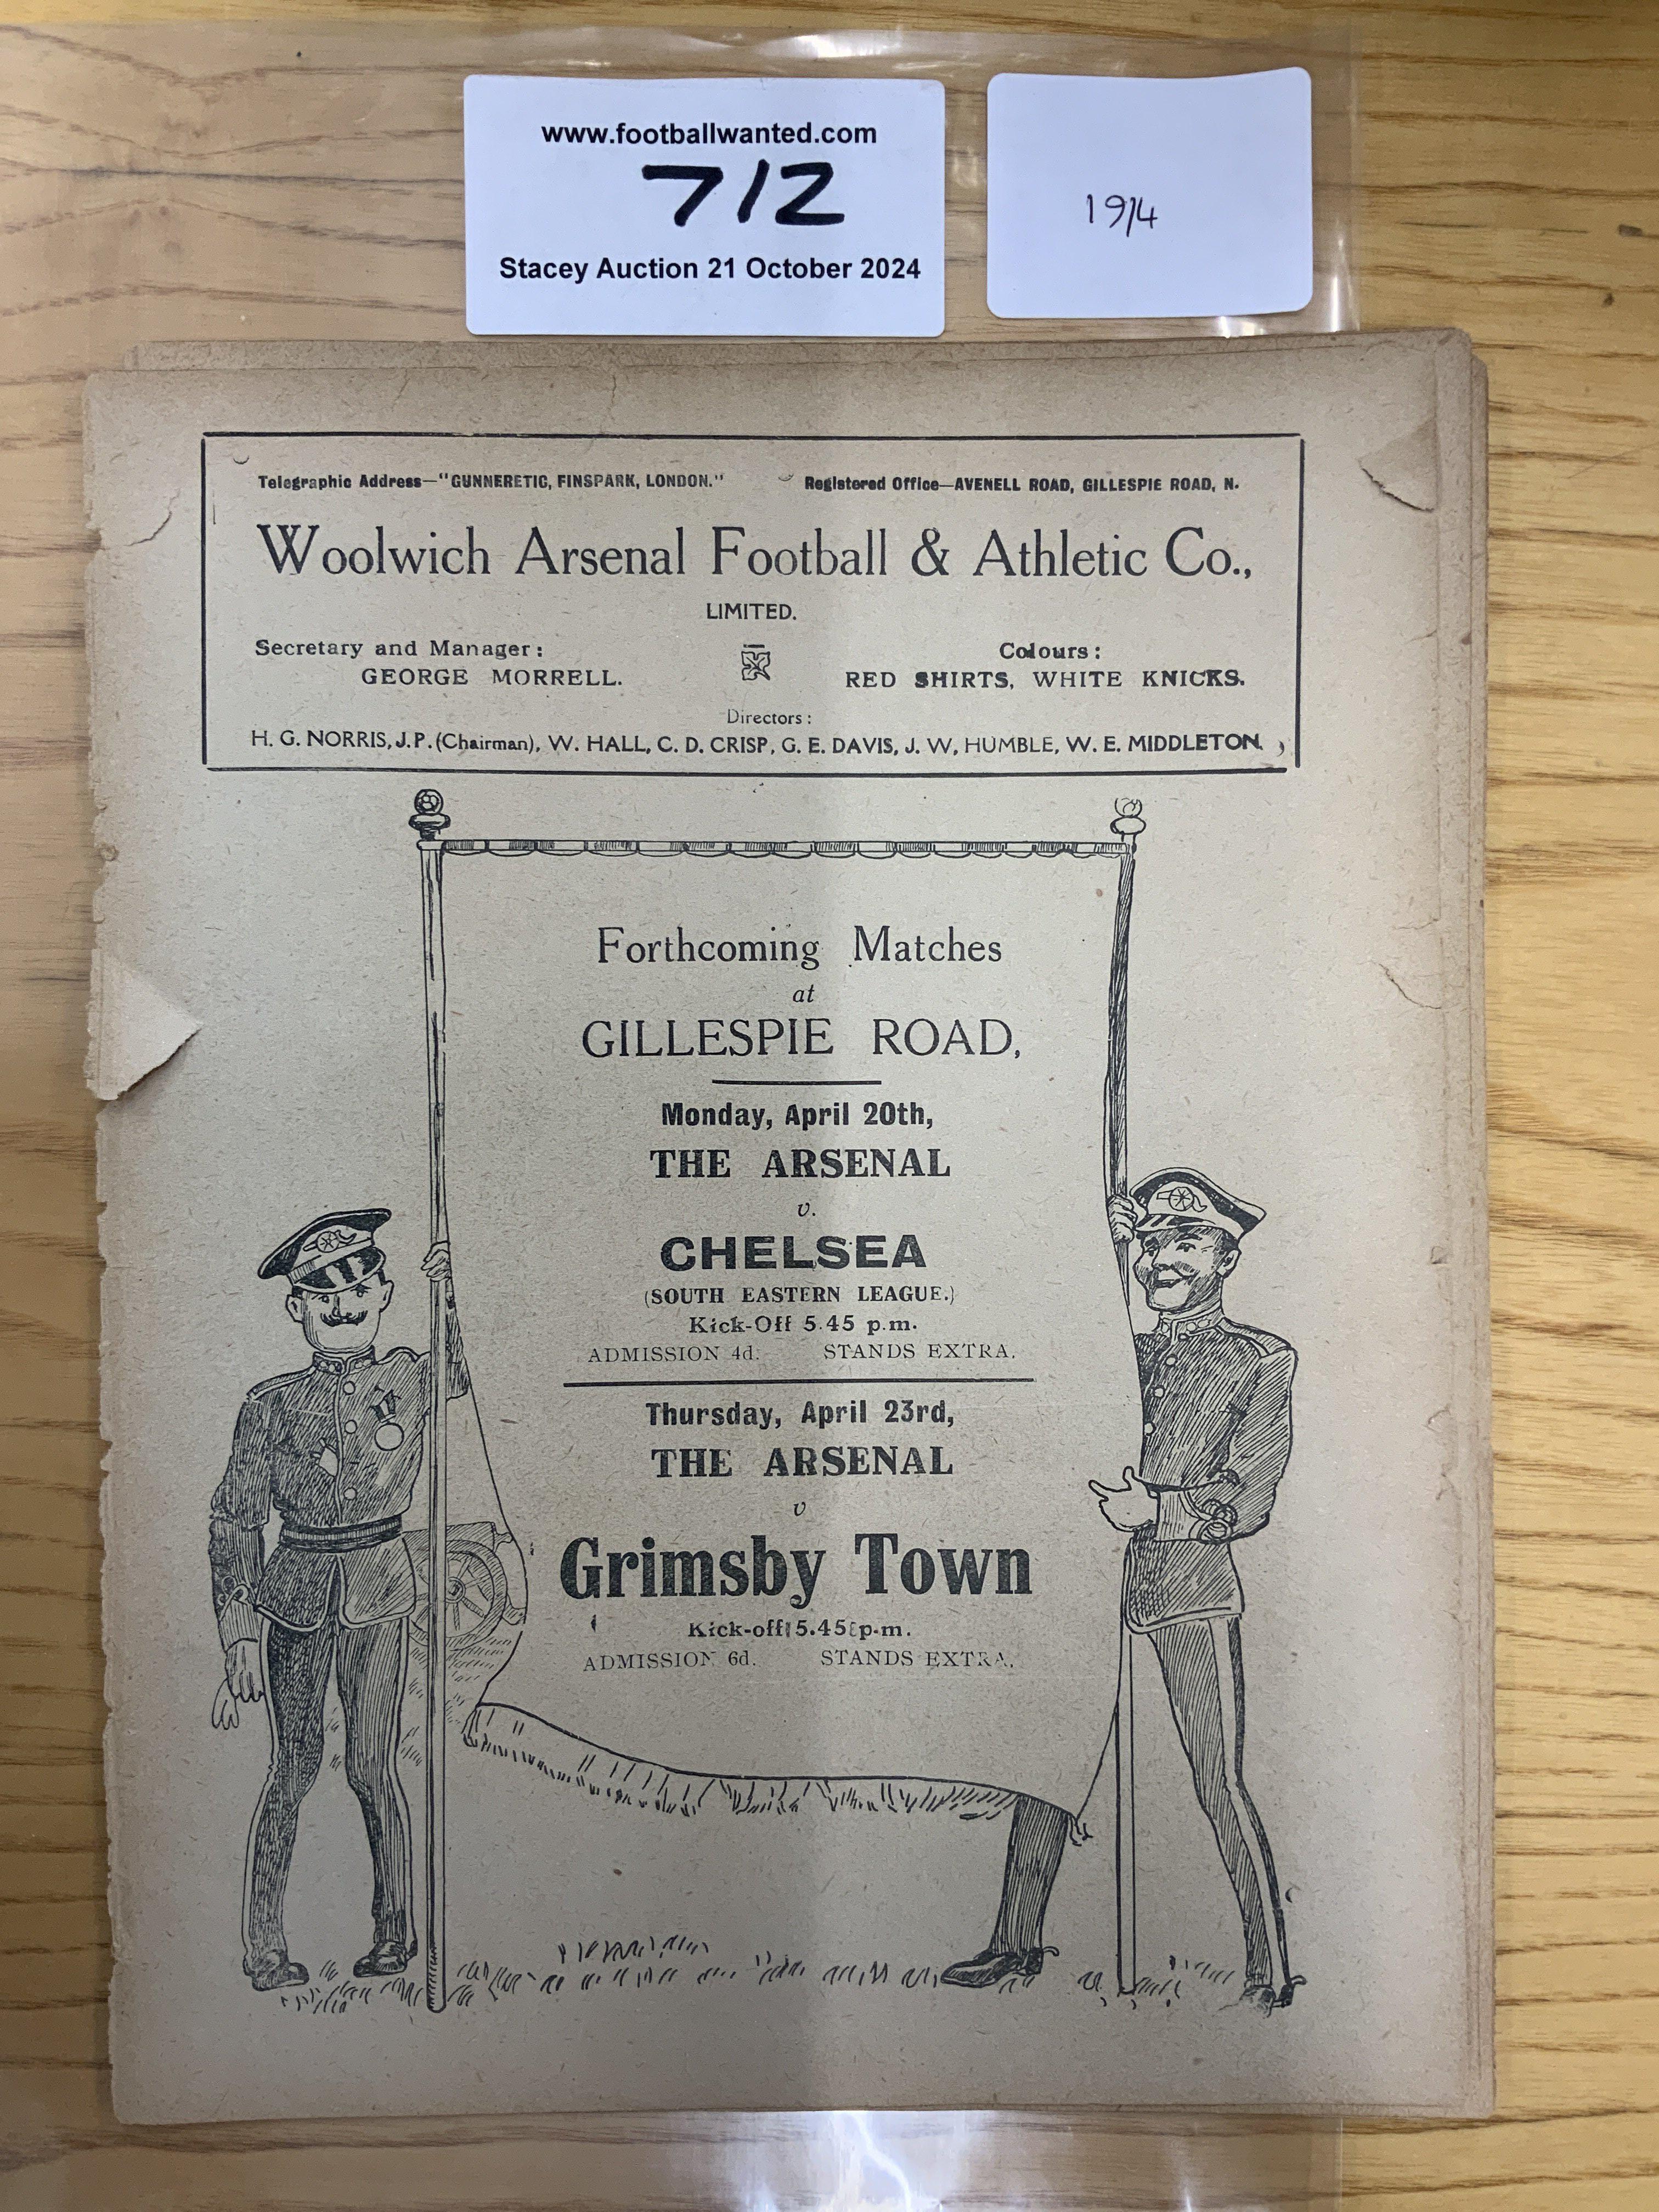 www.footballwanted.com
712
Stacey Auction 21 October 2024
1914
Telegraphic Address—"GUNNERETIC, FINSPARK, LONDON."
Registered Office—AVENELL ROAD, GILLESPIE ROAD, N.
Woolwich Arsenal Football & Athletic Co.,
LIMITED.
Secretary and Manager:
GEORGE MORRELL.
Colours:
RED SHIRTS, WHITE KNICKS.
Directors:
H. G. NORRIS, J.P. (Chairman), W. HALL, C. D. CRISP, G. E. DAVIS, J. W, HUMBLE, W. E. MIDDLETON.
Forthcoming Matches
at
GILLESPIE ROAD,
Monday, April 20th,
THE ARSENAL
v.
CHELSEA
(SOUTH EASTERN LEAGUE.)
Kick-Off 5.45 p.m.
ADMISSION 4d. STANDS EXTRA.
Thursday, April 23rd,
THE ARSENAL
v
Grimsby Town
Kick-off 5.45 p.m.
ADMISSION 6d. STANDS EXTRA.